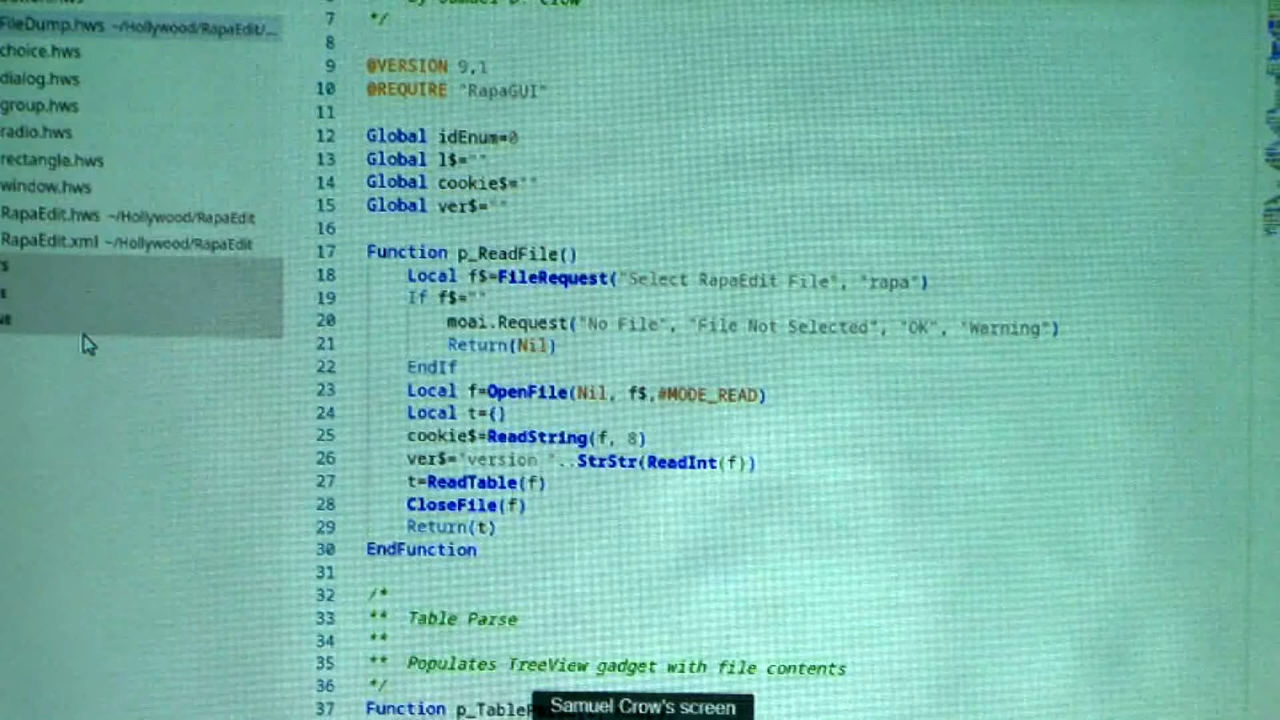 FileDump.hws ~/Hollywood/RapaEdit/...
choice.hws
dialog.hws
group.hws
radio.hws
rectangle.hws
window.hws
RapaEdit.hws ~/Hollywood/RapaEdit
RapaEdit.xml ~/Hollywood/RapaEdit
7 */
8
9 @VERSION 9,1
10 @REQUIRE "RapaGUI"
11
12 Global idEnum=0
13 Global l$=""
14 Global cookie$=""
15 Global ver$=""
16
17 Function p_ReadFile()
18 Local f$=FileRequest("Select RapaEdit File", "rapa")
19 If f$=""
20 moai.Request("No File", "File Not Selected", "OK", "Warning")
21 Return(Nil)
22 EndIf
23 Local f=OpenFile(Nil, f$,#MODE_READ)
24 Local t={}
25 cookie$=ReadString(f, 8)
26 ver$="version "..StrStr(ReadInt(f))
27 t=ReadTable(f)
28 CloseFile(f)
29 Return(t)
30 EndFunction
31
32 /*
33 ** Table Parse
34 **
35 ** Populates TreeView gadget with file contents
36 */
37 Function p_TableP
Samuel Crow's screen